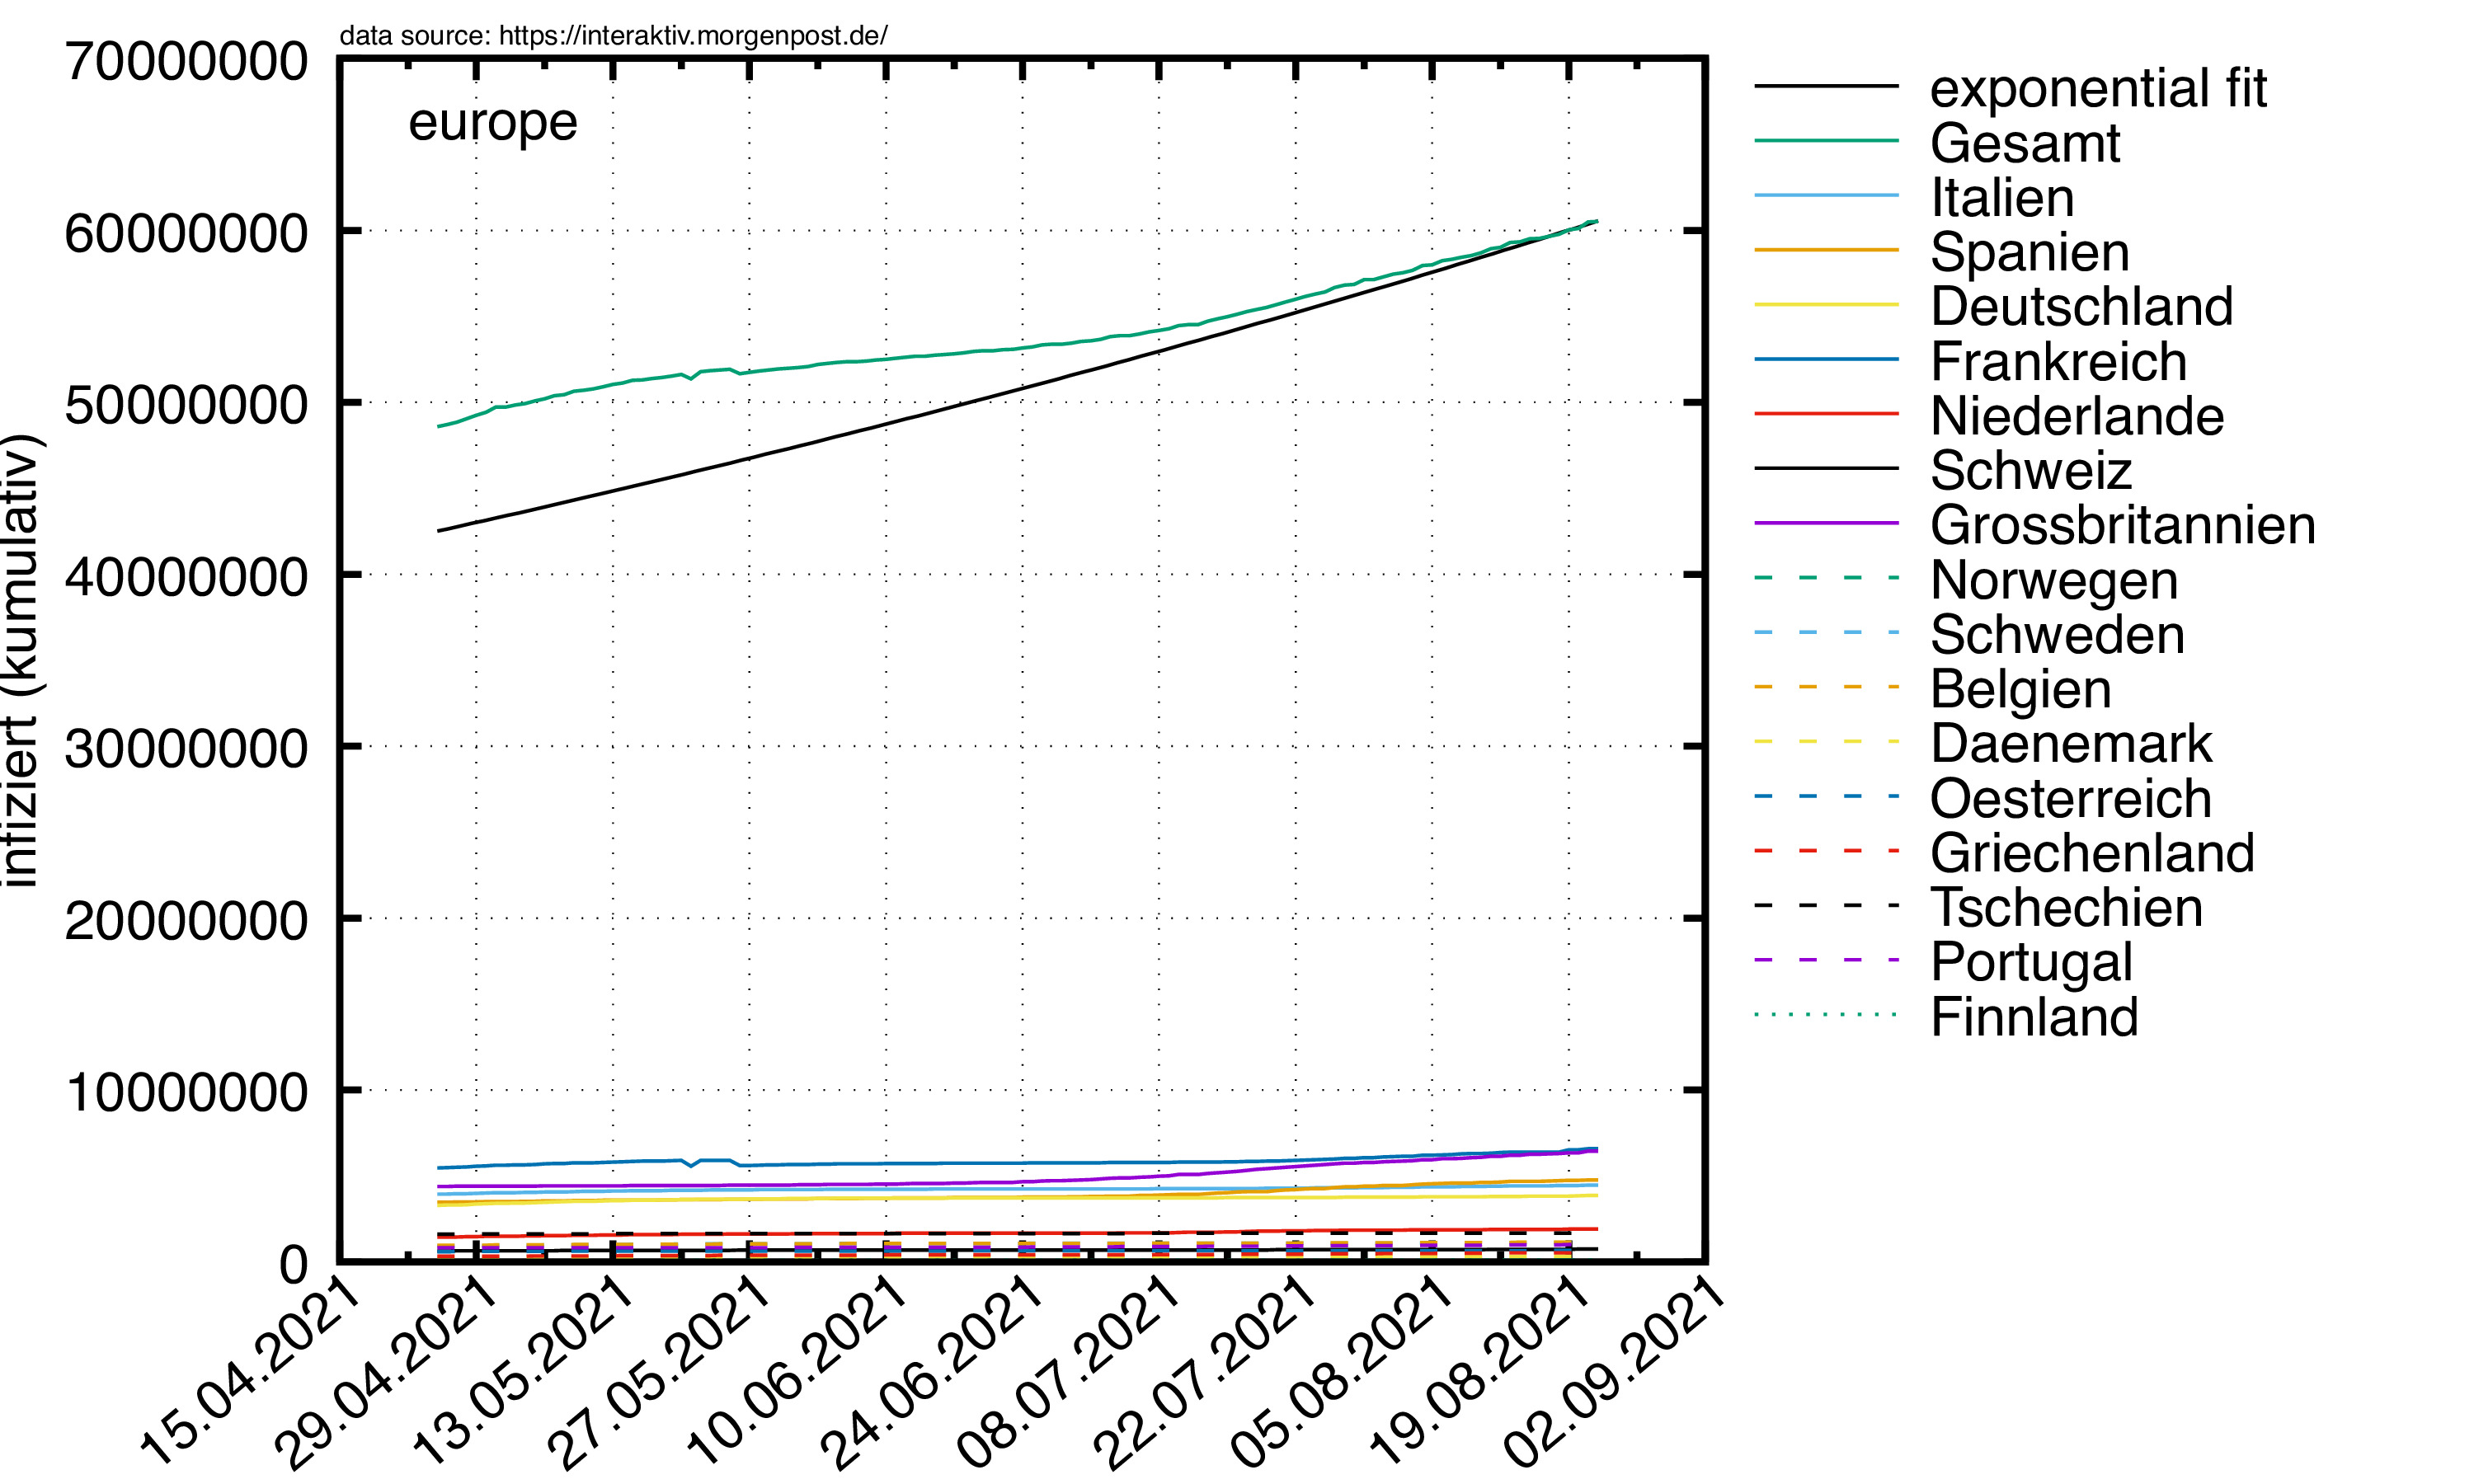 data source: https://interaktiv.morgenpost.de/
europe
infiziert (kumulativ)
70000000
60000000
50000000
40000000
30000000
20000000
10000000
0
15.04.2021
29.04.2021
13.05.2021
27.05.2021
10.06.2021
24.06.2021
08.07.2021
22.07.2021
05.08.2021
19.08.2021
02.09.2021
exponential fit
Gesamt
Italien
Spanien
Deutschland
Frankreich
Niederlande
Schweiz
Grossbritannien
Norwegen
Schweden
Belgien
Daenemark
Oesterreich
Griechenland
Tschechien
Portugal
Finnland